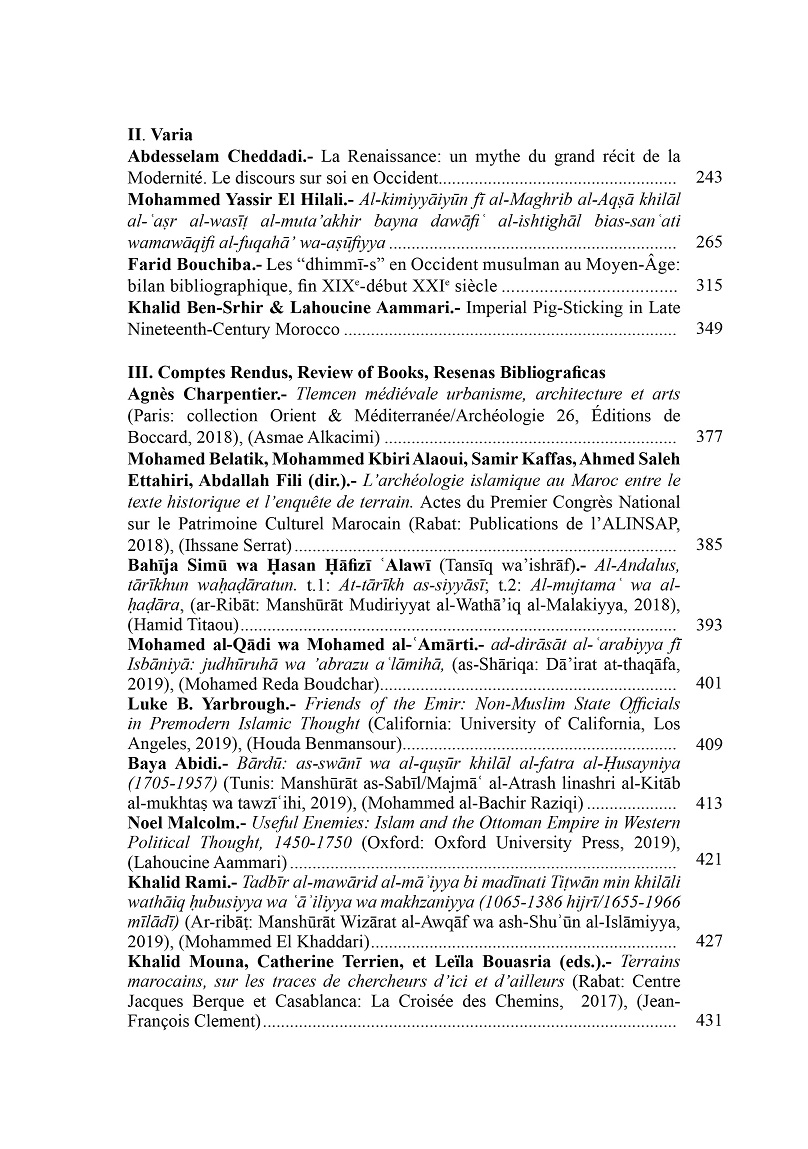 II. Varia
Abdesselam Cheddadi.- La Renaissance: un mythe du grand récit de la
Modernité. Le discours sur soi en Occident..................................................... 243
Mohammed Yassir El Hilali.- Al-kimiyyāiyūn fī al-Maghrib al-Aqṣā khilāl
al-ʿaṣr al-wasīṭ al-muta’akhir bayna dawāfiʿ al-ishtighāl bias-sanʿati
wamawāqifi al-fuqahā’ wa-aṣūfiyya ................................................................ 265
Farid Bouchiba.- Les “dhimmī-s” en Occident musulman au Moyen-Âge:
bilan bibliographique, fin XIXᵉ-début XXIᵉ siècle ....................................... 315
Khalid Ben-Srhir & Lahoucine Aammari.- Imperial Pig-Sticking in Late
Nineteenth-Century Morocco .......................................................................... 349
III. Comptes Rendus, Review of Books, Resenas Bibliograficas
Agnès Charpentier.- Tlemcen médiévale urbanisme, architecture et arts
(Paris: collection Orient & Méditerranée/Archéologie 26, Éditions de
Boccard, 2018), (Asmae Alkacimi) ................................................................. 377
Mohamed Belatik, Mohammed Kbiri Alaoui, Samir Kaffas, Ahmed Saleh
Ettahiri, Abdallah Fili (dir.).- L’archéologie islamique au Maroc entre le
texte historique et l’enquête de terrain. Actes du Premier Congrès National
sur le Patrimoine Culturel Marocain (Rabat: Publications de l’ALINSAP,
2018), (Ihssane Serrat)..................................................................................... 385
Bahīja Simū wa Ḥasan Ḥāfizī ʿAlawī (Tansīq wa’ishrāf).- Al-Andalus,
tārīkhun waḥaḍāratun. t.1: At-tārīkh as-siyyāsī; t.2: Al-mujtamaʿ wa al-
ḥaḍāra, (ar-Ribāt: Manshūrāt Mudiriyyat al-Wathā’iq al-Malakiyya, 2018),
(Hamid Titaou)................................................................................................. 393
Mohamed al-Qādi wa Mohamed al-ʿAmārti.- ad-dirāsāt al-ʿarabiyya fī
Isbāniyā: judhūruhā wa ’abrazu aʿlāmihā, (as-Shāriqa: Dā’irat at-thaqāfa,
2019), (Mohamed Reda Boudchar).................................................................. 401
Luke B. Yarbrough.- Friends of the Emir: Non-Muslim State Officials
in Premodern Islamic Thought (California: University of California, Los
Angeles, 2019), (Houda Benmansour)............................................................. 409
Baya Abidi.- Bārdū: as-swānī wa al-quṣūr khilāl al-fatra al-Ḥusayniya
(1705-1957) (Tunis: Manshūrāt as-Sabīl/Majmāʿ al-Atrash linashri al-Kitāb
al-mukhtaṣ wa tawzīʿihi, 2019), (Mohammed al-Bachir Raziqi) .................... 413
Noel Malcolm.- Useful Enemies: Islam and the Ottoman Empire in Western
Political Thought, 1450-1750 (Oxford: Oxford University Press, 2019),
(Lahoucine Aammari) ...................................................................................... 421
Khalid Rami.- Tadbīr al-mawārid al-māʾiyya bi madīnati Tiṭwān min khilāli
wathāiq ḥubusiyya wa ʿāʾiliyya wa makhzaniyya (1065-1386 hijrī/1655-1966
mīlādī) (Ar-ribāṭ: Manshūrāt Wizārat al-Awqāf wa ash-Shuʾūn al-Islāmiyya,
2019), (Mohammed El Khaddari).................................................................... 427
Khalid Mouna, Catherine Terrien, et Leïla Bouasria (eds.).- Terrains
marocains, sur les traces de chercheurs d’ici et d’ailleurs (Rabat: Centre
Jacques Berque et Casablanca: La Croisée des Chemins, 2017), (Jean-
François Clement)............................................................................................ 431